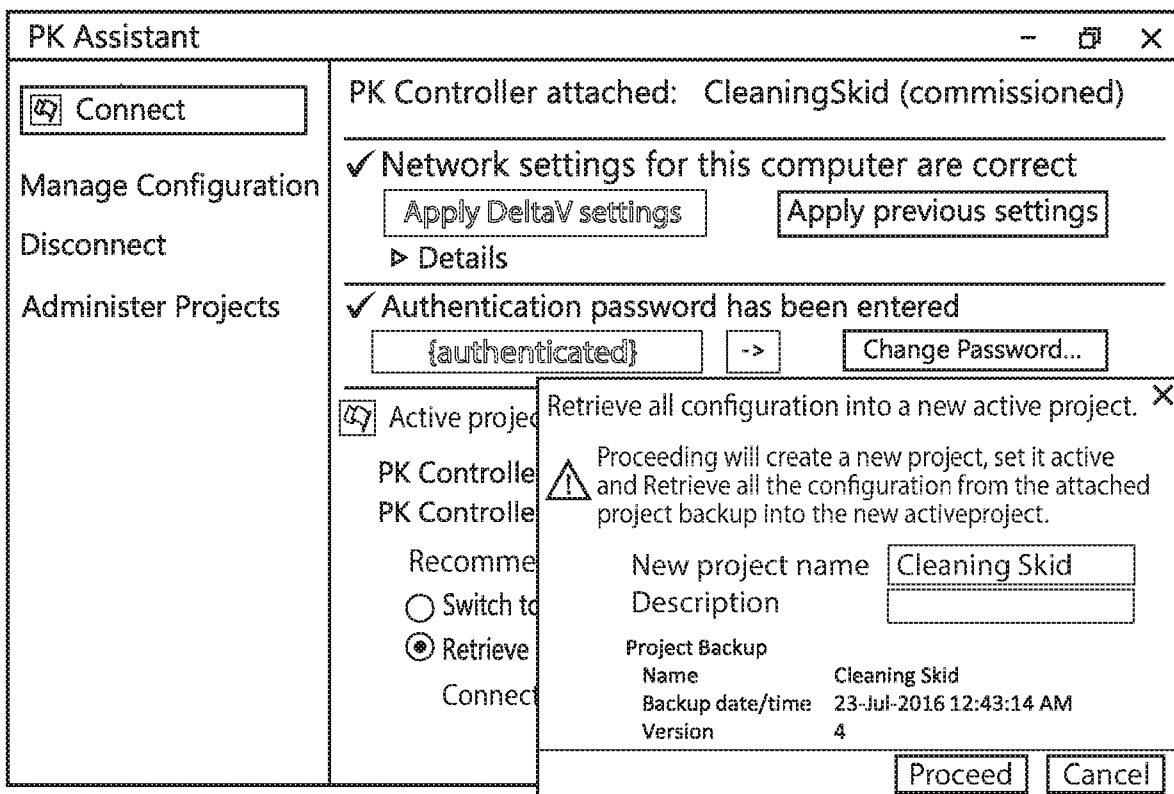 PK Assistant
Connect
Manage Configuration
Disconnect
Administer Projects
PK Controller attached: CleaningSkid (commissioned)
✓ Network settings for this computer are correct
Apply DeltaV settings Apply previous settings
Details
✓ Authentication password has been entered
{authenticated} -> Change Password...
Active projec
PK Controlle
PK Controlle
Recomme
Switch to
Retrieve
Connect
Retrieve all configuration into a new active project.
Proceeding will create a new project, set it active
and Retrieve all the configuration from the attached
project backup into the new activeproject.
New project name Cleaning Skid
Description
Project Backup
Name Cleaning Skid
Backup date/time 23-Jul-2016 12:43:14 AM
Version 4
Proceed Cancel